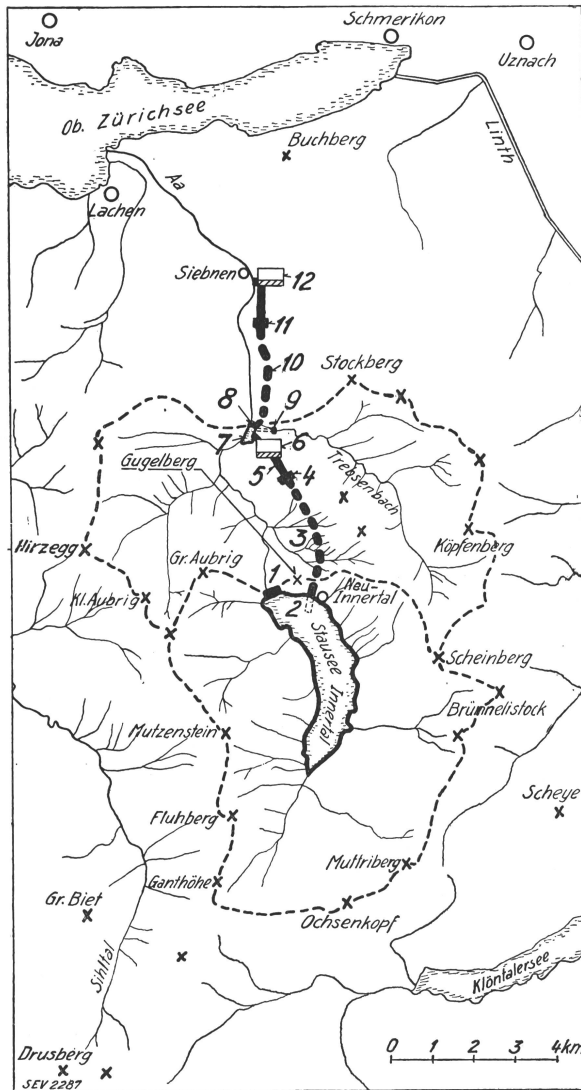 Schmerikon
Jona
Uznach
Ob. Zürichsee
Linth
Buchberg
Aa
Lachen
Siebnen
12
11
10
Stockberg
8
9
7
6
Gugelberg
5
4
Trebsenbach
3
Köpfenberg
Hirzegg
Gr. Aubrig
1
Neu-
Innertal
Kl. Aubrig
2
Stausee Innertal
Scheinberg
Brünnelistock
Mutzenstein
Scheye
Fluhberg
Muttriberg
Ganthöhe
Gr. Biet
Ochsenkopf
Sihltal
Klöntalersee
Drusberg
0 1 2 3 4km
SEV 2287